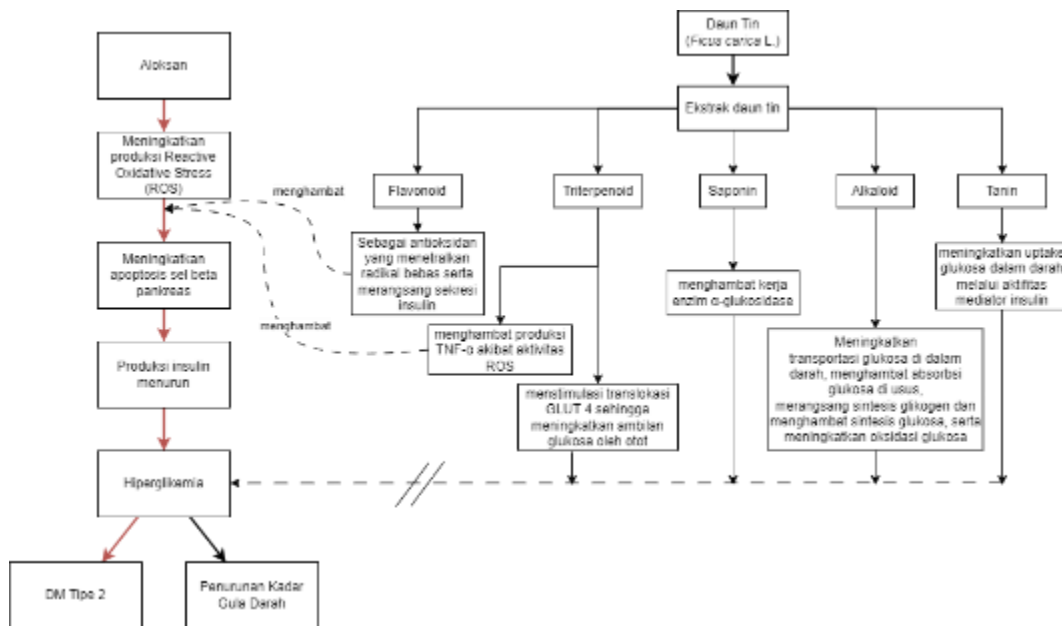 Daun Tin
(Ficua carica L.)
Aloksan
Ekstrak daun tin
Meningkatkan
produksi Reactive
Oxidative Stress
(ROS)
menghambat
Flavonoid
Triterpenoid
Saponin
Alkaloid
Tanin
Sebagai antioksidan
yang menetralkan
radikal bebas serta
merangsang sekresi
insulin
meningkatkan uptake
glukosa dalam darah
melalui aktifitas
mediator insulin
Meningkatkan
apoptosis sel beta
pankreas
menghambat kerja
enzim α-glukosidase
menghambat
menghambat produksi
TNF-α akibat aktivitas
ROS
Meningkatkan
transportasi glukosa di dalam
darah, menghambat absorbsi
glukosa di usus,
merangsang sintesis glikogen dan
menghambat sintesis glukosa, serta
meningkatkan oksidasi glukosa
Produksi insulin
menurun
menstimulasi translokasi
GLUT 4 sehingga
meningkatkan ambilan
glukosa oleh otot
Hiperglikemia
DM Tipe 2
Penurunan Kadar
Gula Darah